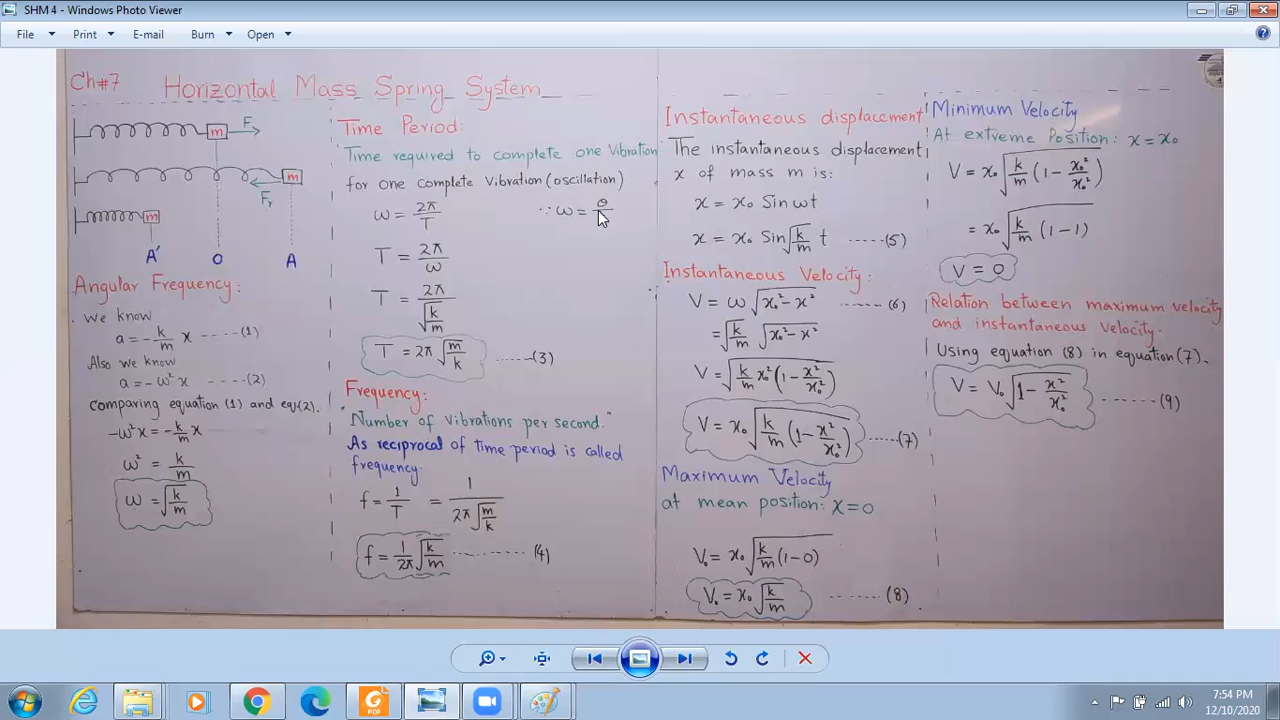 SHM 4 - Windows Photo Viewer
File Print E-mail Burn Open
Ch#7 Horizontal Mass Spring System
m F
m
Fr
m
A' O A
Angular Frequency:
We know
a = -k/m x -----(1)
Also we know
a = -ω²x ----(2)
Comparing equation (1) and eq(2).
-ω²x = -k/m x
ω² = k/m
ω = √(k/m)
Time Period:
Time required to complete one Vibration
for one complete Vibration (oscillation)
ω = 2π/T ∵ ω = θ
T = 2π/ω
T = 2π/√(k/m)
T = 2π√(m/k) ------(3)
Frequency:
"Number of vibrations per second."
As reciprocal of time period is called
frequency.
f = 1/T = 1/(2π√(m/k))
f = 1/2π √(k/m) ---------(4)
Instantaneous displacement
The instantaneous displacement
x of mass m is:
x = x₀ Sin ωt
x = x₀ Sin√(k/m) t -----(5)
Instantaneous Velocity:
V = ω√(x₀²-x²) ------(6)
= √(k/m) √(x₀²-x²)
V = √(k/m x₀²(1-x²/x₀²))
V = x₀√(k/m (1-x²/x₀²)) -----(7)
Maximum Velocity
at mean position: x=0
V₀ = x₀√(k/m (1-0))
V₀ = x₀√(k/m) -------(8)
Minimum Velocity
At extreme Position: x = x₀
V = x₀√(k/m (1-x₀²/x₀²))
= x₀√(k/m (1-1))
V = 0
Relation between maximum velocity
and instantaneous velocity.
Using equation (8) in equation (7).
V = V₀√(1-x²/x₀²) -------(9)
PDF
7:54 PM
12/10/2020